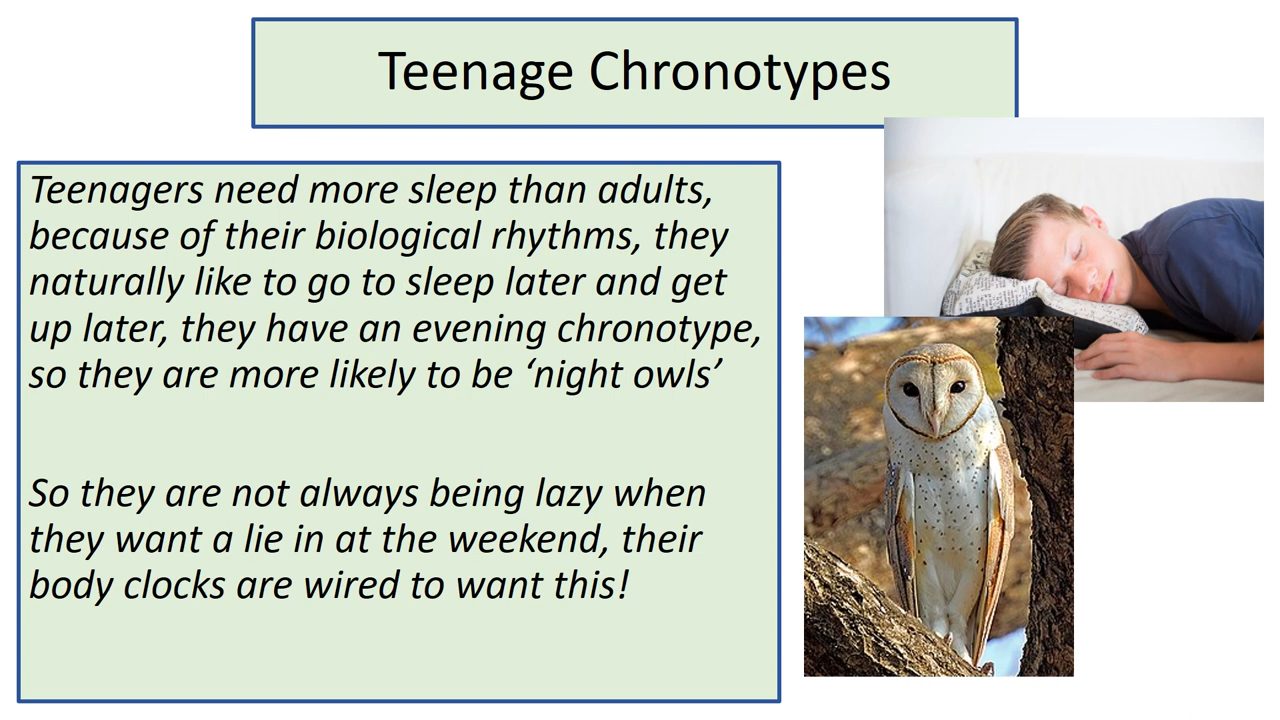 Teenage Chronotypes
Teenagers need more sleep than adults,
because of their biological rhythms, they
naturally like to go to sleep later and get
up later, they have an evening chronotype,
so they are more likely to be ‘night owls’
So they are not always being lazy when
they want a lie in at the weekend, their
body clocks are wired to want this!